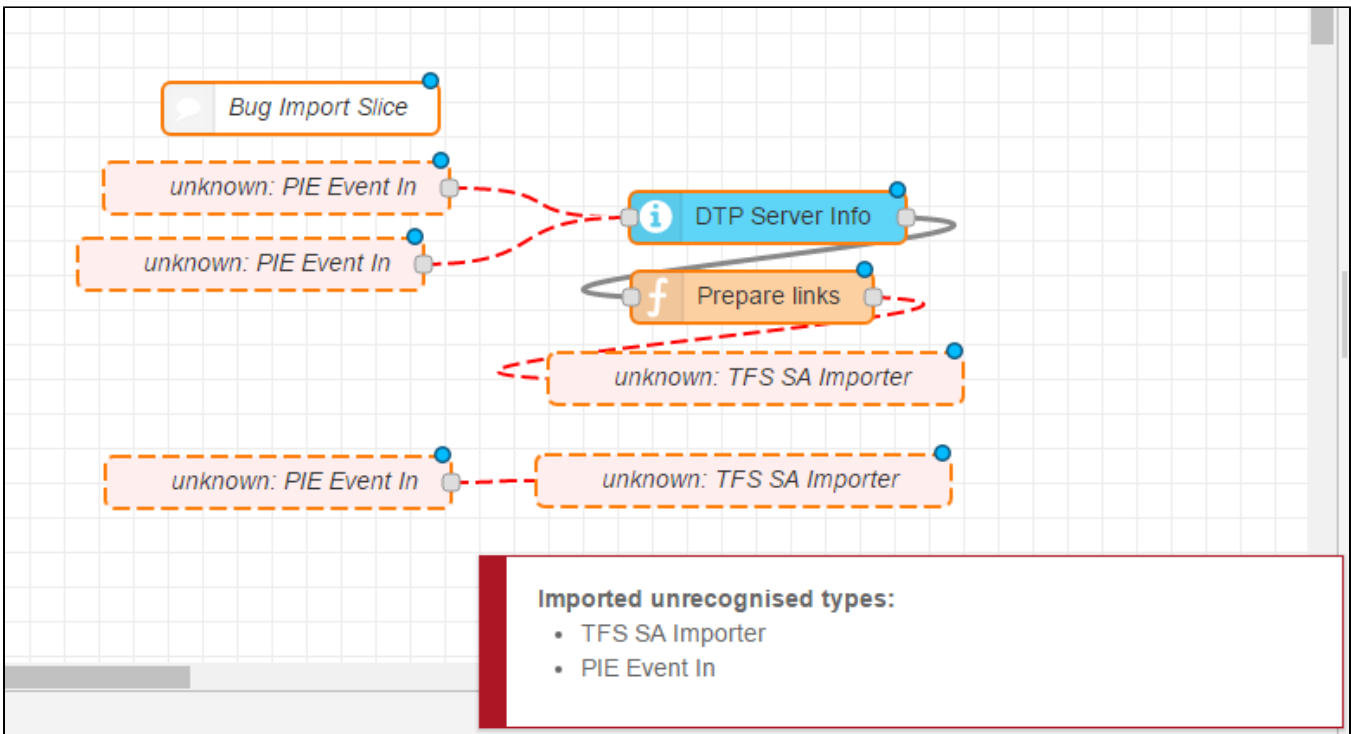 Bug Import Slice
unknown: PIE Event In
DTP Server Info
unknown: PIE Event In
Prepare links
unknown: TFS SA Importer
unknown: PIE Event In
unknown: TFS SA Importer
Imported unrecognised types:
• TFS SA Importer
• PIE Event In